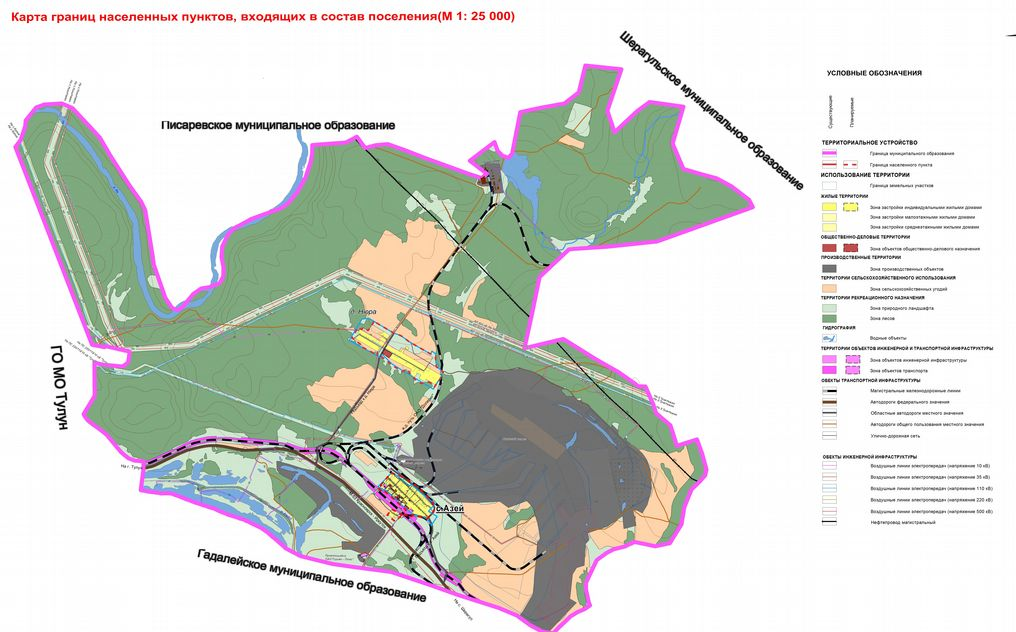 Карта границ населенных пунктов, входящих в состав поселения(М 1: 25 000)
Шерагульское муниципальное образование
Писаревское муниципальное образование
УСЛОВНЫЕ ОБОЗНАЧЕНИЯ
Существующие
Планируемые
ТЕРРИТОРИАЛЬНОЕ УСТРОЙСТВО
Граница муниципального образования
Граница населенного пункта
ИСПОЛЬЗОВАНИЕ ТЕРРИТОРИИ
Граница земельных участков
ЖИЛЫЕ ТЕРРИТОРИИ
Зона застройки индивидуальными жилыми домами
Зона застройки малоэтажными жилыми домами
Зона застройки среднеэтажными жилыми домами
ОБЩЕСТВЕННО-ДЕЛОВЫЕ ТЕРРИТОРИИ
Зона объектов общественно-делового назначения
ПРОИЗВОДСТВЕННЫЕ ТЕРРИТОРИИ
Зона производственных объектов
ТЕРРИТОРИИ СЕЛЬСКОХОЗЯЙСТВЕННОГО ИСПОЛЬЗОВАНИЯ
Зона сельскохозяйственных угодий
ТЕРРИТОРИИ РЕКРЕАЦИОННОГО НАЗНАЧЕНИЯ
Зона природного ландшафта
Зона лесов
ГИДРОГРАФИЯ
Водные объекты
ТЕРРИТОРИИ ОБЪЕКТОВ ИНЖЕНЕРНОЙ И ТРАНСПОРТНОЙ ИНФРАСТРУКТУРЫ
Зона объектов инженерной инфраструктуры
Зона объектов транспорта
ОБЕКТЫ ТРАНСПОРТНОЙ ИНФРАСТРУКТУРЫ
Магистральные железнодорожные линии
Автодороги федерального значения
Областные автодороги местного значения
Автодороги общего пользования местного значения
Улично-дорожная сеть
ОБЕКТЫ ИНЖЕНЕРНОЙ ИНФРАСТРУКТУРЫ
Воздушные линии электропередач (напряжение 10 кВ)
Воздушные линии электропередач (напряжение 35 кВ)
Воздушные линии электропередач (напряжение 110 кВ)
Воздушные линии электропередач (напряжение 220 кВ)
Воздушные линии электропередач (напряжение 500 кВ)
Нефтепровод магистральный
д. Нюра
ГО МО Тулун
На г. Тулун
с.Азей
Гадалейское муниципальное образование
На с. Шерагул